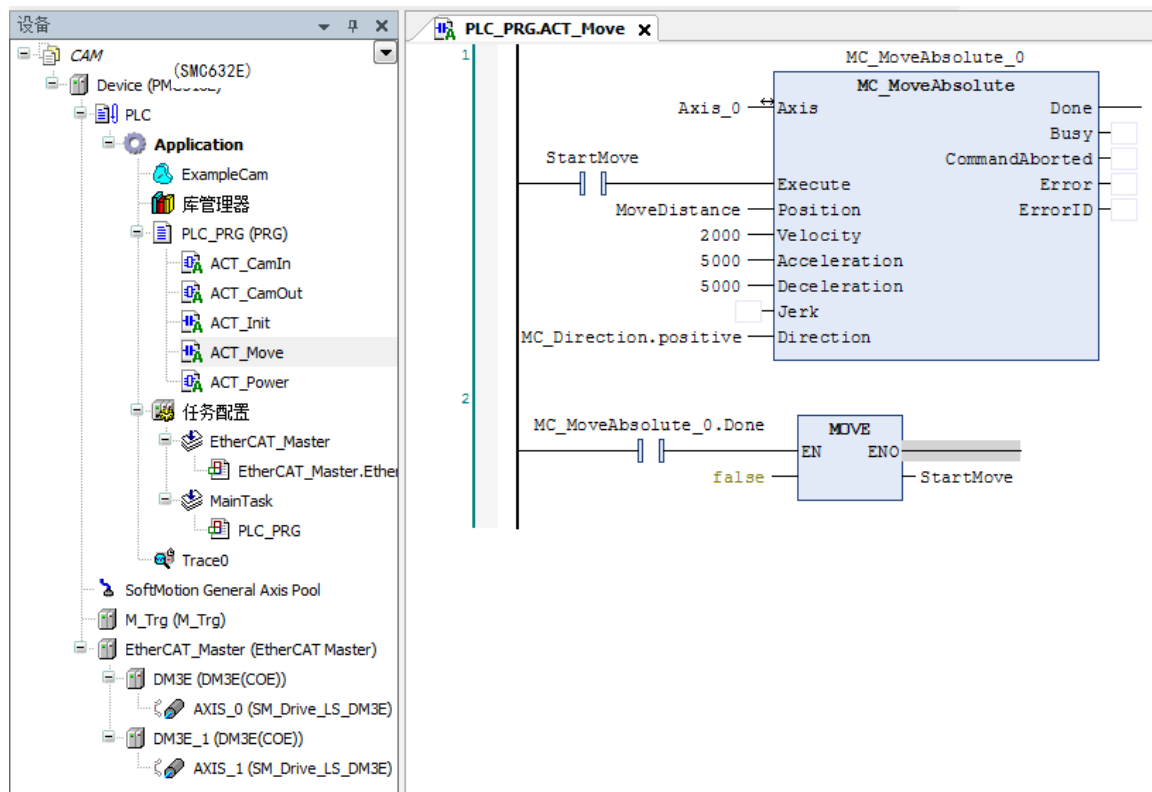 设备
CAM
(SMC632E)
Device
PLC
Application
ExampleCam
库管理器
PLC_PRG (PRG)
ACT_CamIn
ACT_CamOut
ACT_Init
ACT_Move
ACT_Power
任务配置
EtherCAT_Master
EtherCAT_Master.Ether
MainTask
PLC_PRG
Trace0
SoftMotion General Axis Pool
M_Trg (M_Trg)
EtherCAT_Master (EtherCAT Master)
DM3E (DM3E(COE))
AXIS_0 (SM_Drive_LS_DM3E)
DM3E_1 (DM3E(COE))
AXIS_1 (SM_Drive_LS_DM3E)
PLC_PRG.ACT_Move
1
MC_MoveAbsolute_0
MC_MoveAbsolute
Axis_0 Axis Done
Busy
StartMove CommandAborted
Execute Error
MoveDistance Position ErrorID
2000 Velocity
5000 Acceleration
5000 Deceleration
Jerk
MC_Direction.positive Direction
2
MC_MoveAbsolute_0.Done MOVE
EN ENO
false StartMove